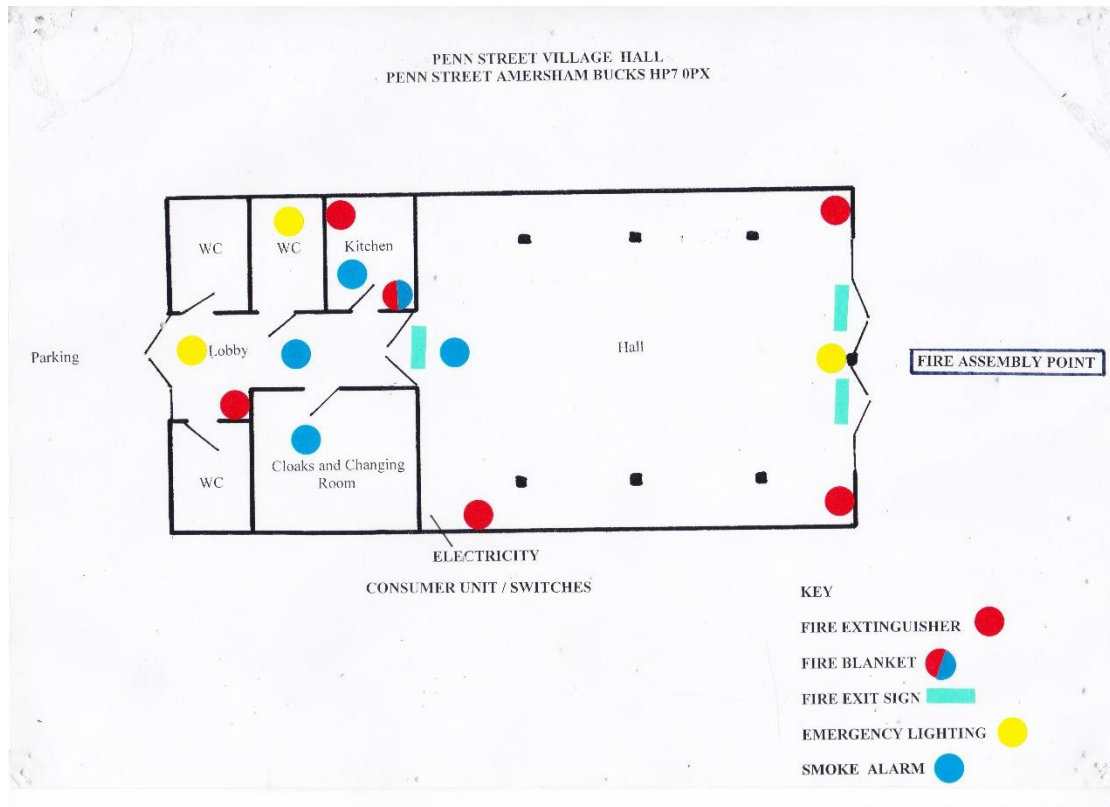 PENN STREET VILLAGE HALL
PENN STREET AMERSHAM BUCKS HP7 0PX
WC
WC
Kitchen
Parking
Lobby
Hall
FIRE ASSEMBLY POINT
WC
Cloaks and Changing
Room
ELECTRICITY
CONSUMER UNIT / SWITCHES
KEY
FIRE EXTINGUISHER
FIRE BLANKET
FIRE EXIT SIGN
EMERGENCY LIGHTING
SMOKE ALARM